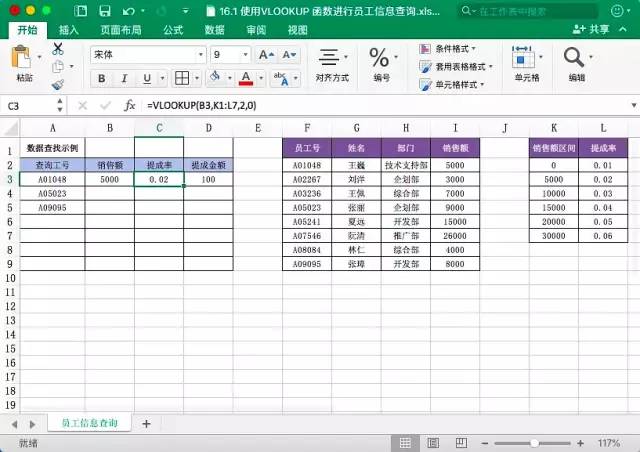 16.1 使用VLOOKUP 函数进行员工信息查询.xls...
在工作表中搜索
开始 插入 页面布局 公式 数据 审阅 视图
共享
粘贴
宋体 9 A A
B I U
A abc
对齐方式
% 编号
条件格式
套用表格格式
单元格样式
单元格
编辑
C3 fx =VLOOKUP(B3,K1:L7,2,0)
A B C D E F G H I J K L
1 数据查找示例 员工号 姓名 部门 销售额 销售额区间 提成率
2 查询工号 销售额 提成率 提成金额 A01048 王巍 技术支持部 5000 0 0.01
3 A01048 5000 0.02 100 A02267 刘洋 企划部 3000 5000 0.02
4 A05023 A03236 王佩 综合部 7000 10000 0.03
5 A09095 A05023 张丽 企划部 9000 15000 0.04
6 A05241 夏远 开发部 15000 20000 0.05
7 A07546 阮清 推广部 26000 30000 0.06
8 A08084 林仁 综合部 4000
9 A09095 张璋 开发部 8000
10
11
12
13
14
15
16
17
18
19
员工信息查询 +
就绪
117%